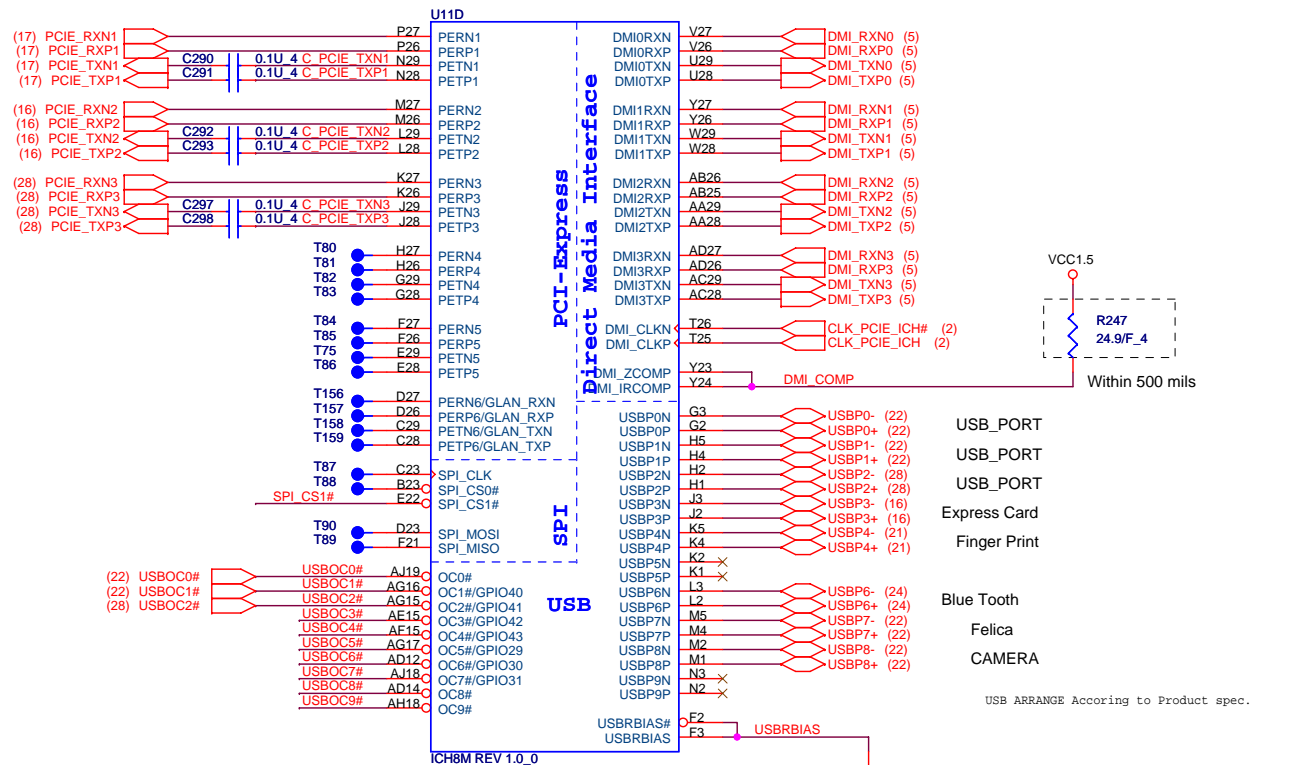 U11D
(17) PCIE_RXN1 P27 PERN1 DMI0RXN V27 DMI_RXN0 (5)
(17) PCIE_RXP1 P26 PERP1 DMI0RXP V26 DMI_RXP0 (5)
(17) PCIE_TXN1 C290 0.1U_4 C_PCIE_TXN1 N29 PETN1 DMI0TXN U29 DMI_TXN0 (5)
(17) PCIE_TXP1 C291 0.1U_4 C_PCIE_TXP1 N28 PETP1 DMI0TXP U28 DMI_TXP0 (5)
(16) PCIE_RXN2 M27 PERN2 DMI1RXN Y27 DMI_RXN1 (5)
(16) PCIE_RXP2 M26 PERP2 DMI1RXP Y26 DMI_RXP1 (5)
(16) PCIE_TXN2 C292 0.1U_4 C_PCIE_TXN2 L29 PETN2 DMI1TXN W29 DMI_TXN1 (5)
(16) PCIE_TXP2 C293 0.1U_4 C_PCIE_TXP2 L28 PETP2 DMI1TXP W28 DMI_TXP1 (5)
(28) PCIE_RXN3 K27 PERN3 DMI2RXN AB26 DMI_RXN2 (5)
(28) PCIE_RXP3 K26 PERP3 DMI2RXP AB25 DMI_RXP2 (5)
(28) PCIE_TXN3 C297 0.1U_4 C_PCIE_TXN3 J29 PETN3 DMI2TXN AA29 DMI_TXN2 (5)
(28) PCIE_TXP3 C298 0.1U_4 C_PCIE_TXP3 J28 PETP3 DMI2TXP AA28 DMI_TXP2 (5)
PCI-Express
Direct Media Interface
T80 H27 PERN4 DMI3RXN AD27 DMI_RXN3 (5)
T81 H26 PERP4 DMI3RXP AD26 DMI_RXP3 (5)
T82 G29 PETN4 DMI3TXN AC29 DMI_TXN3 (5)
T83 G28 PETP4 DMI3TXP AC28 DMI_TXP3 (5)
VCC1.5
T84 F27 PERN5 DMI_CLKN T26 CLK_PCIE_ICH# (2)
T85 F26 PERP5 DMI_CLKP T25 CLK_PCIE_ICH (2)
R247
24.9/F_4
T75 E29 PETN5
T86 E28 PETP5 DMI_ZCOMP Y23
DMI_IRCOMP Y24 DMI_COMP
Within 500 mils
T156 D27 PERN6/GLAN_RXN
T157 D26 PERP6/GLAN_RXP USBP0N G3 USBP0- (22)
T158 C29 PETN6/GLAN_TXN USBP0P G2 USBP0+ (22) USB_PORT
T159 C28 PETP6/GLAN_TXP USBP1N H5 USBP1- (22)
USBP1P H4 USBP1+ (22) USB_PORT
T87 C23 SPI_CLK USBP2N H2 USBP2- (28)
T88 B23 SPI_CS0# USBP2P H1 USBP2+ (28) USB_PORT
SPI_CS1# E22 SPI_CS1# USBP3N J3 USBP3- (16)
USBP3P J2 USBP3+ (16) Express Card
SPI
T90 D23 SPI_MOSI USBP4N K5 USBP4- (21)
T89 F21 SPI_MISO USBP4P K4 USBP4+ (21) Finger Print
USBP5N K2
(22) USBOC0# USBOC0# AJ19 OC0# USBP5P K1
(22) USBOC1# USBOC1# AG16 OC1#/GPIO40 USBP6N L3 USBP6- (24)
(28) USBOC2# USBOC2# AG15 OC2#/GPIO41 USB USBP6P L2 USBP6+ (24) Blue Tooth
USBOC3# AE15 OC3#/GPIO42 USBP7N M5 USBP7- (22)
USBOC4# AF15 OC4#/GPIO43 USBP7P M4 USBP7+ (22) Felica
USBOC5# AG17 OC5#/GPIO29 USBP8N M2 USBP8- (22)
USBOC6# AD12 OC6#/GPIO30 USBP8P M1 USBP8+ (22) CAMERA
USBOC7# AJ18 OC7#/GPIO31 USBP9N N3
USBOC8# AD14 OC8# USBP9P N2
USBOC9# AH18 OC9#
USB ARRANGE Accoring to Product spec.
USBRBIAS# F2
USBRBIAS F3 USBRBIAS
ICH8M REV 1.0_0